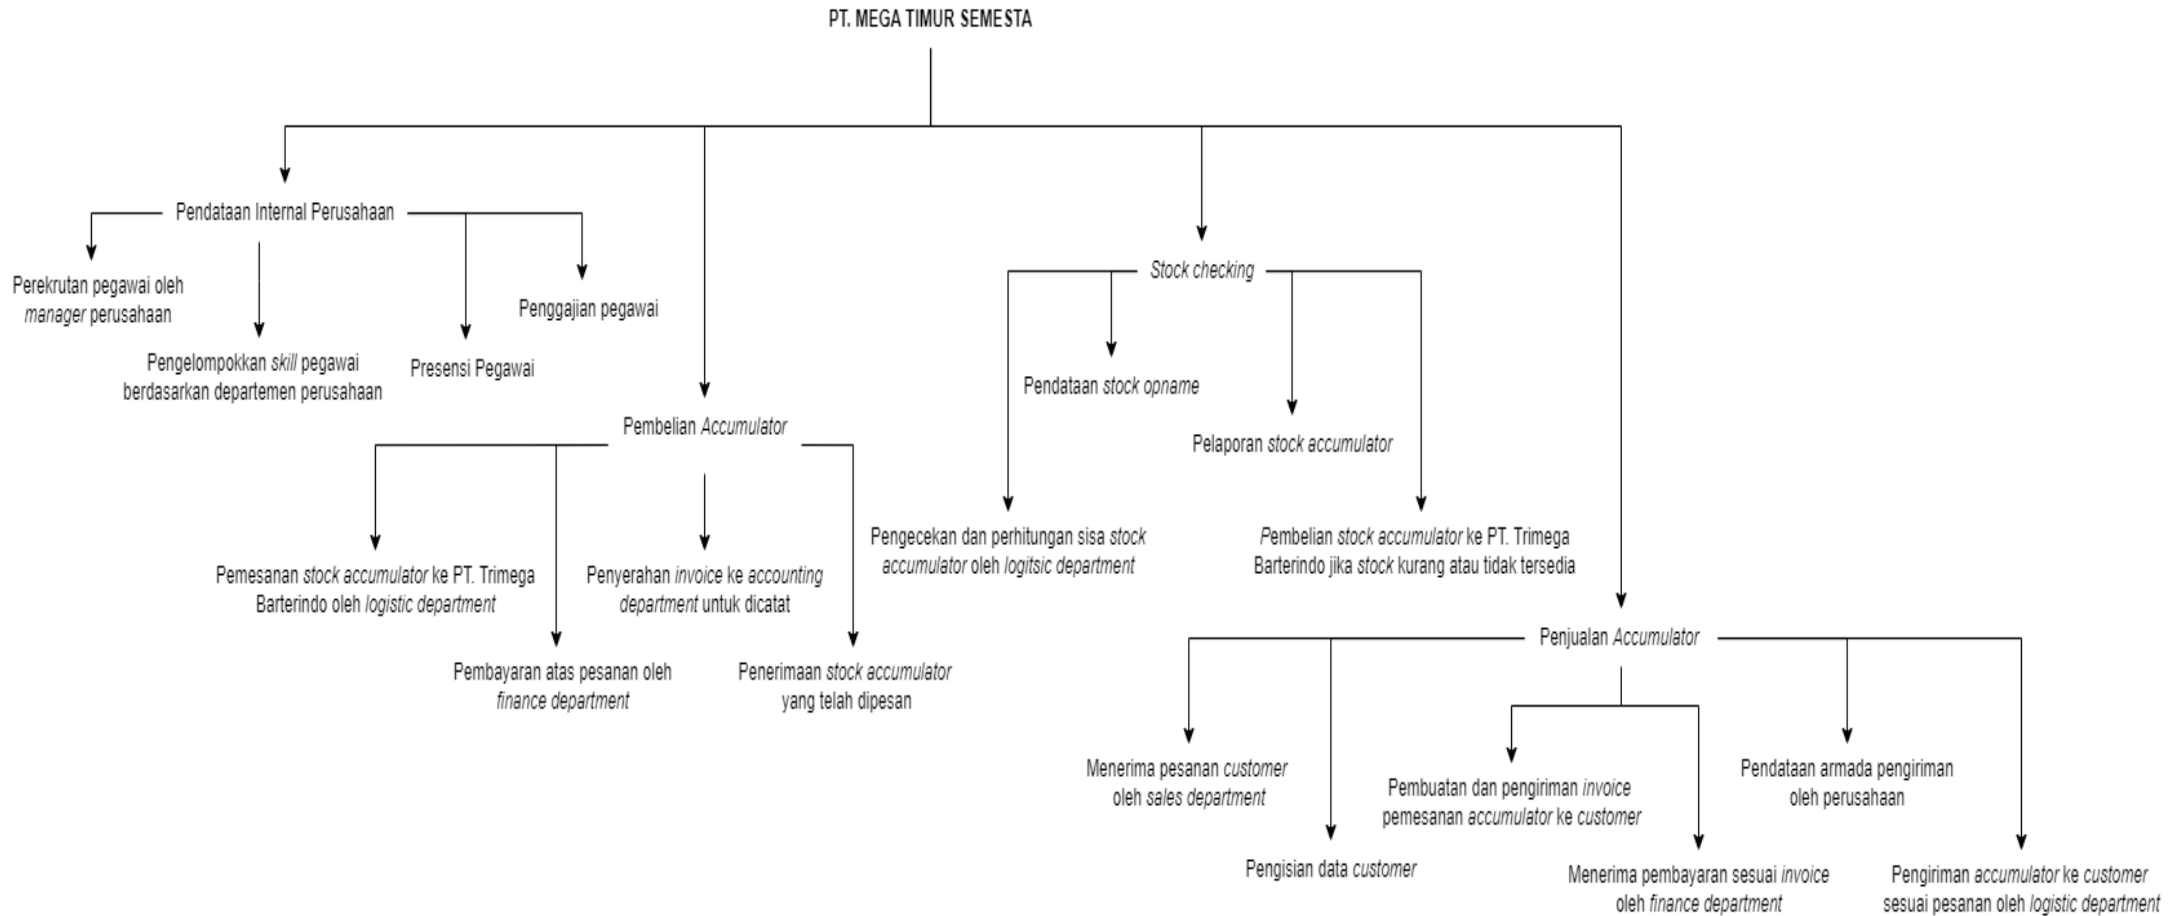 PT. MEGA TIMUR SEMESTA
Pendataan Internal Perusahaan
Perekrutan pegawai oleh
manager perusahaan
Pengelompokkan skill pegawai
berdasarkan departemen perusahaan
Presensi Pegawai
Penggajian pegawai
Pembelian Accumulator
Pemesanan stock accumulator ke PT. Trimega
Barterindo oleh logistic department
Pembayaran atas pesanan oleh
finance department
Penyerahan invoice ke accounting
department untuk dicatat
Penerimaan stock accumulator
yang telah dipesan
Stock checking
Pengecekan dan perhitungan sisa stock
accumulator oleh logitsic department
Pendataan stock opname
Pelaporan stock accumulator
Pembelian stock accumulator ke PT. Trimega
Barterindo jika stock kurang atau tidak tersedia
Penjualan Accumulator
Menerima pesanan customer
oleh sales department
Pengisian data customer
Pembuatan dan pengiriman invoice
pemesanan accumulator ke customer
Menerima pembayaran sesuai invoice
oleh finance department
Pendataan armada pengiriman
oleh perusahaan
Pengiriman accumulator ke customer
sesuai pesanan oleh logistic department